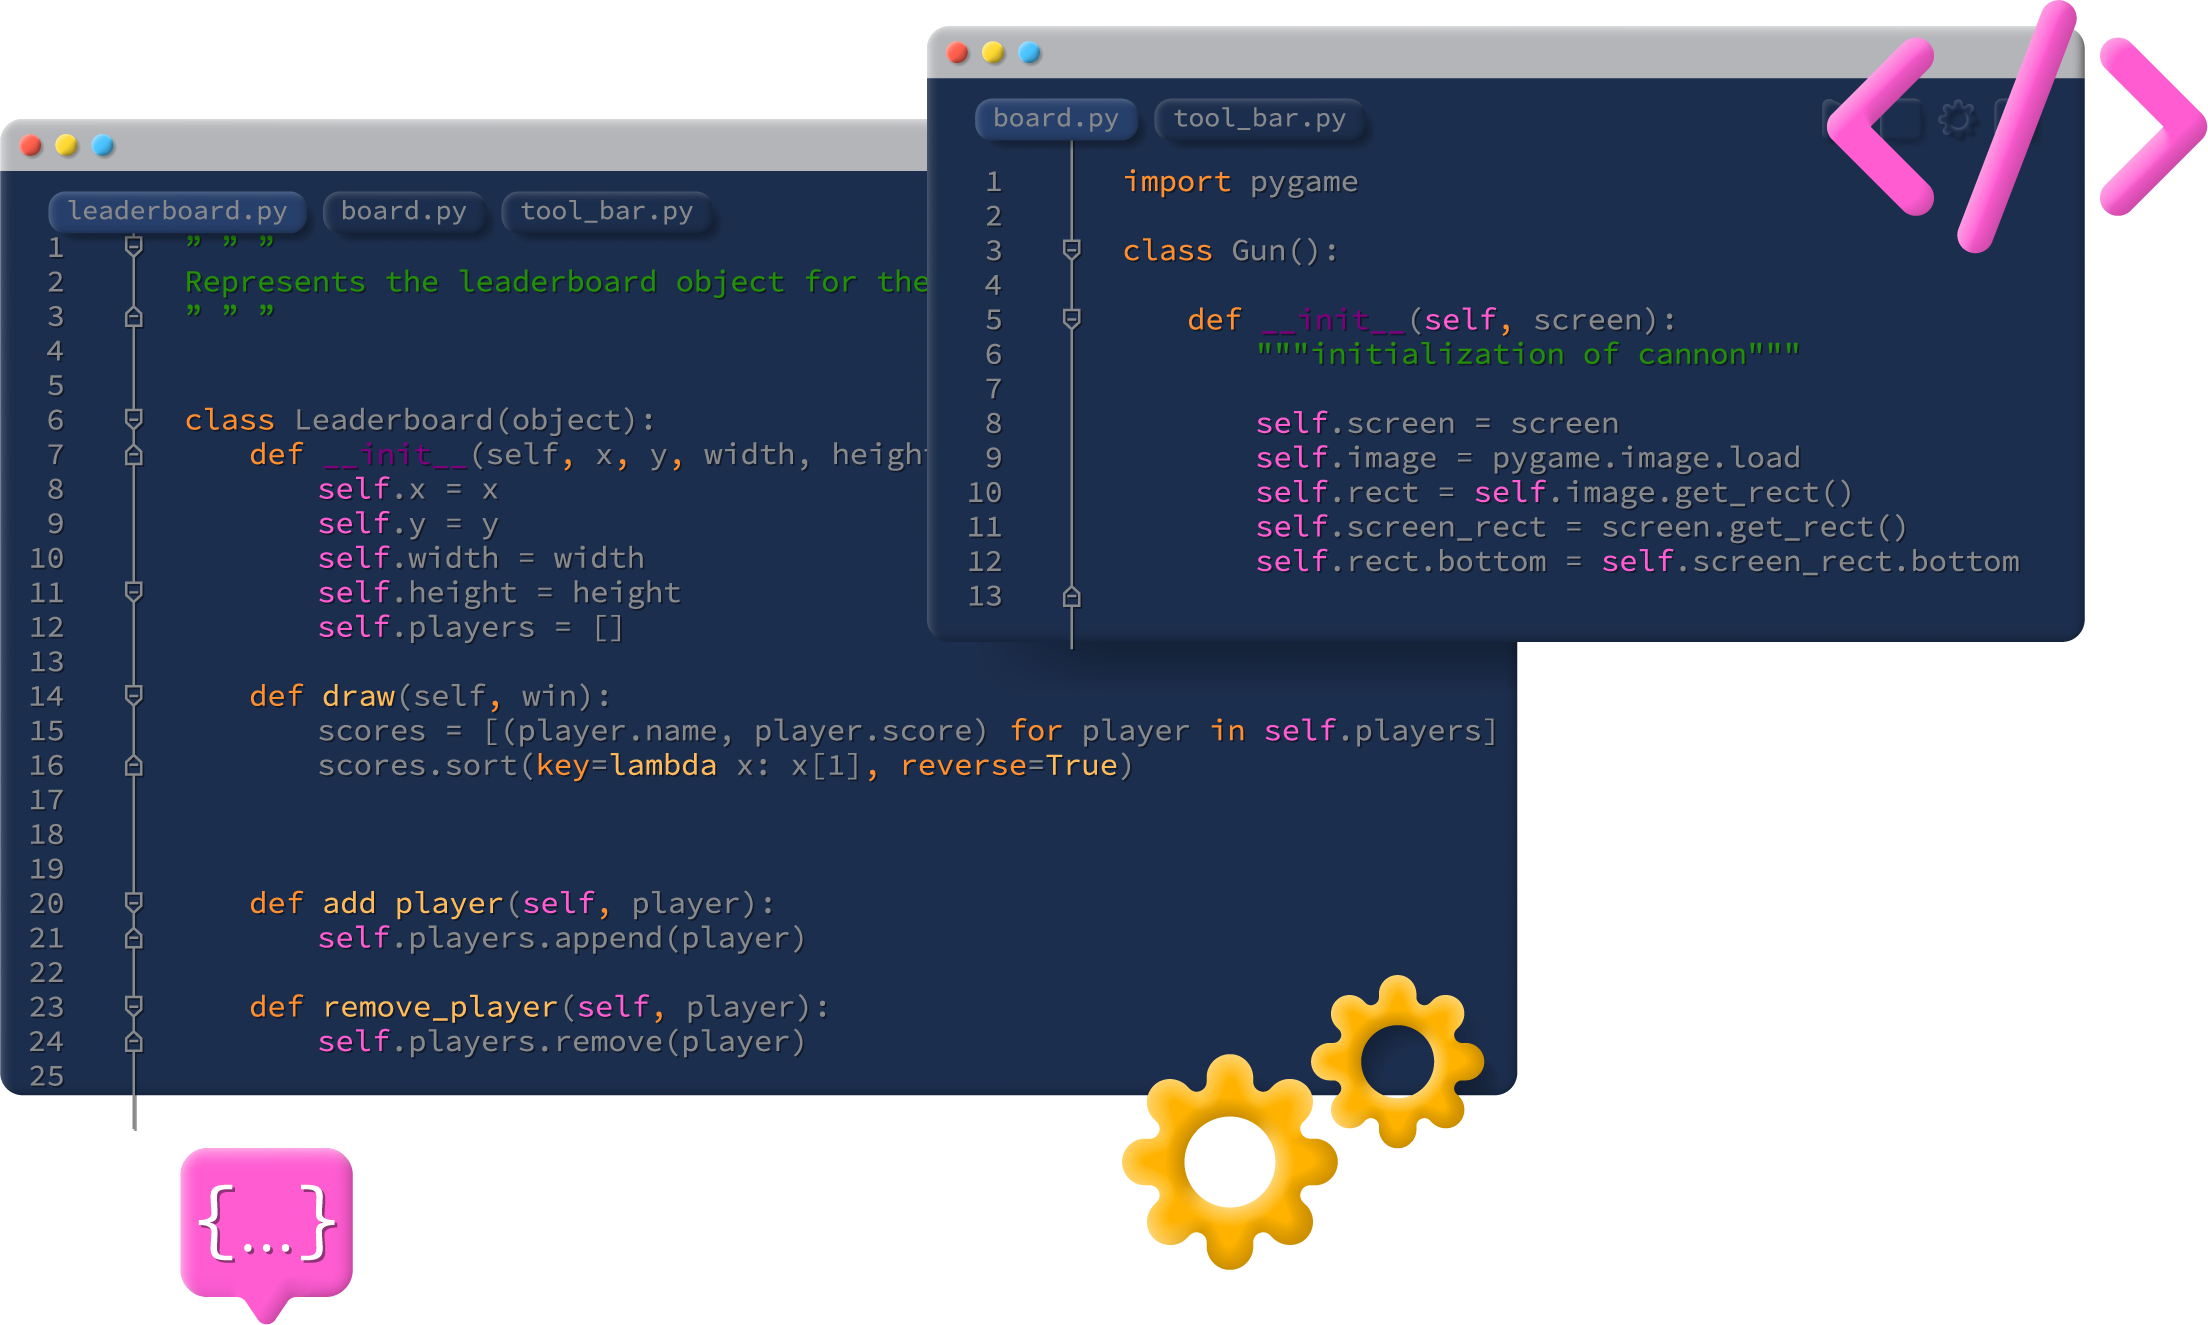 leaderboard.py board.py tool_bar.py
1 ” ” ”
2 Represents the leaderboard object for the
3 ” ” ”
4
5
6 class Leaderboard(object):
7 def __init__(self, x, y, width,
8 self.x = x
9 self.y = y
10 self.width = width
11 self.height = height
12 self.players = []
13
14 def draw(self, win):
15 scores = [(player.name, player.score) for player in self.players]
16 scores.sort(key=lambda x: x[1], reverse=True)
17
18
19
20 def add player(self, player):
21 self.players.append(player)
22
23 def remove_player(self, player):
24 self.players.remove(player)
25
board.py tool_bar.py
1 import pygame
2
3 class Gun():
4
5 def __init__(self, screen):
6 """initialization of cannon"""
7
8 self.screen = screen
9 self.image = pygame.image.load
10 self.rect = self.image.get_rect()
11 self.screen_rect = screen.get_rect()
12 self.rect.bottom = self.screen_rect.bottom
13
</>
{...}